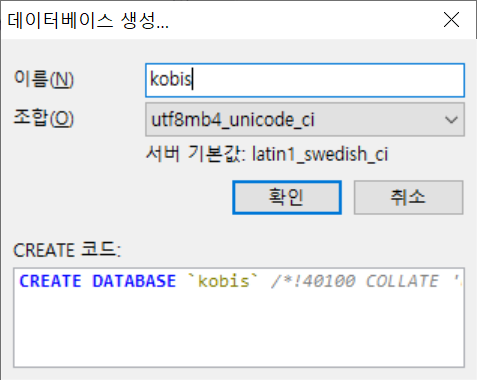 데이터베이스 생성...
이름(N)
kobis
조합(O)
utf8mb4_unicode_ci
서버 기본값: latin1_swedish_ci
확인
취소
CREATE 코드:
CREATE DATABASE `kobis` /*!40100 COLLATE '